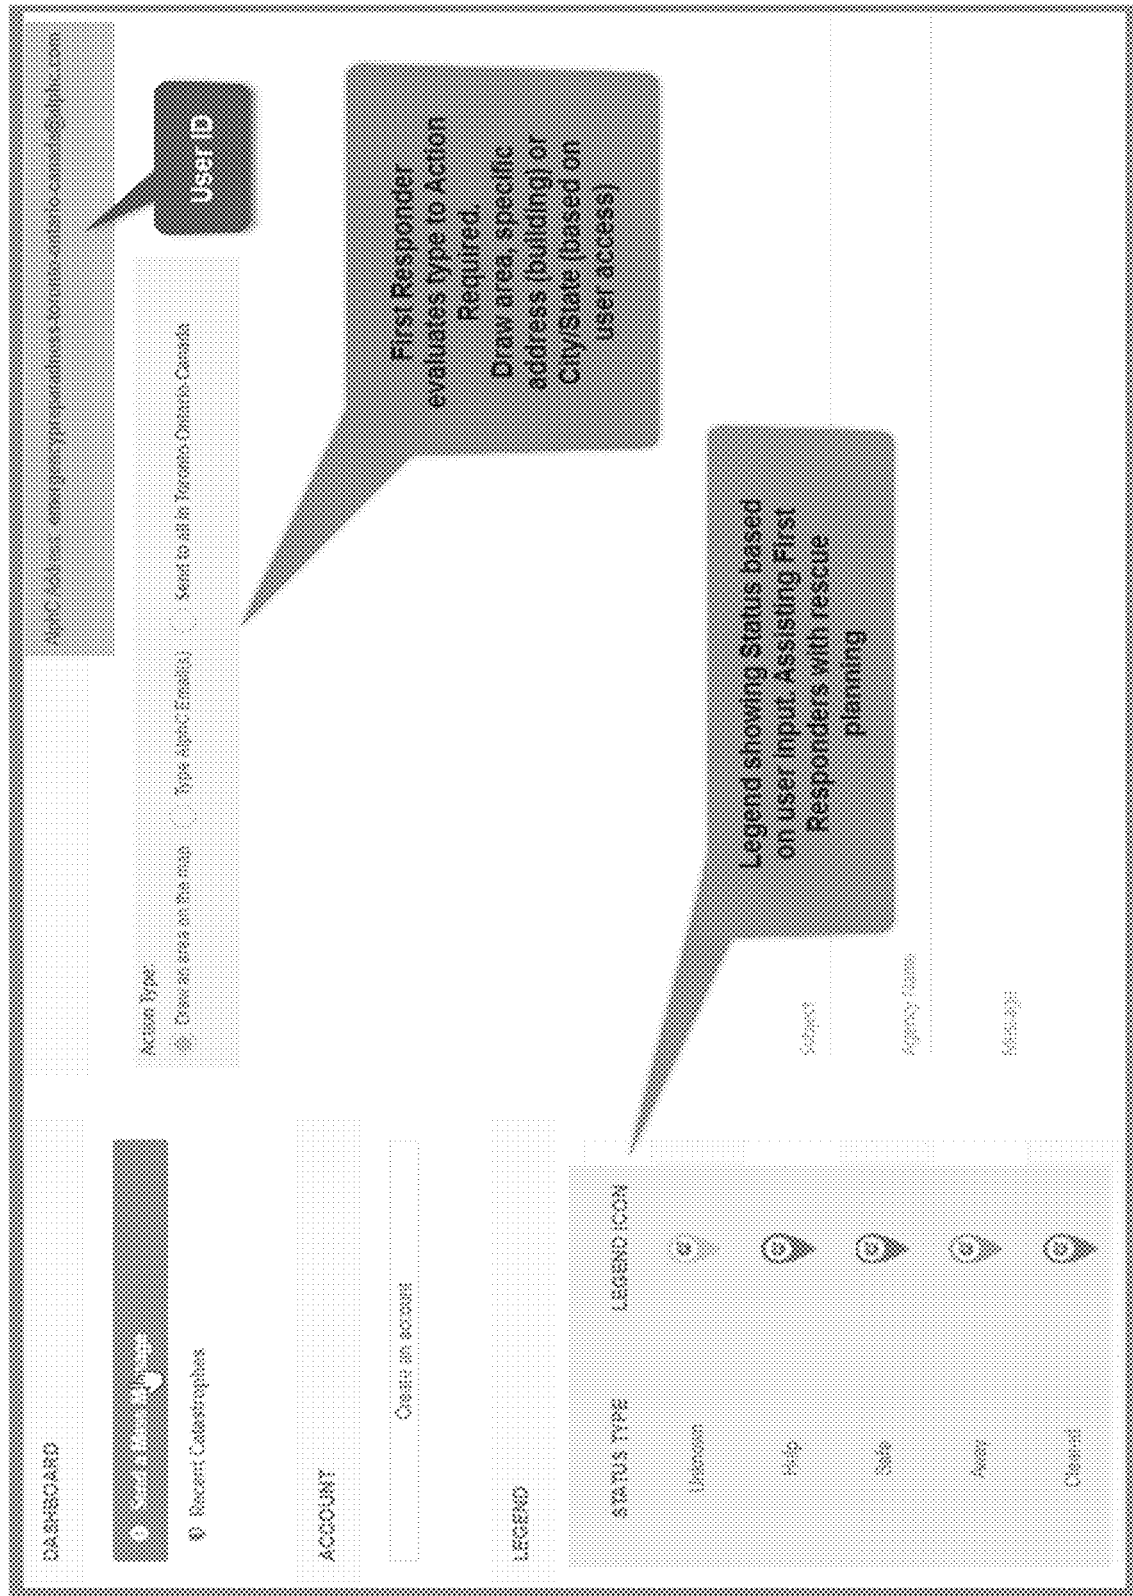 DASHBOARD
Recent Catastrophes
ACCOUNT
Create an account
LEGEND
STATUS TYPE LEGEND ICON
Unknown
Help
Safe
Away
Cleared
User ID
Action Type:
Draw an area on the map Type AlphC Email(s) Send to all in Toronto Ontario Canada
First Responder
evaluates type to Action
Required.
Draw area, specific
address (building) or
City/State (based on
user access)
Legend showing Status based
on user input. Assisting First
Responders with rescue
planning
Subject
Agency Name
Message